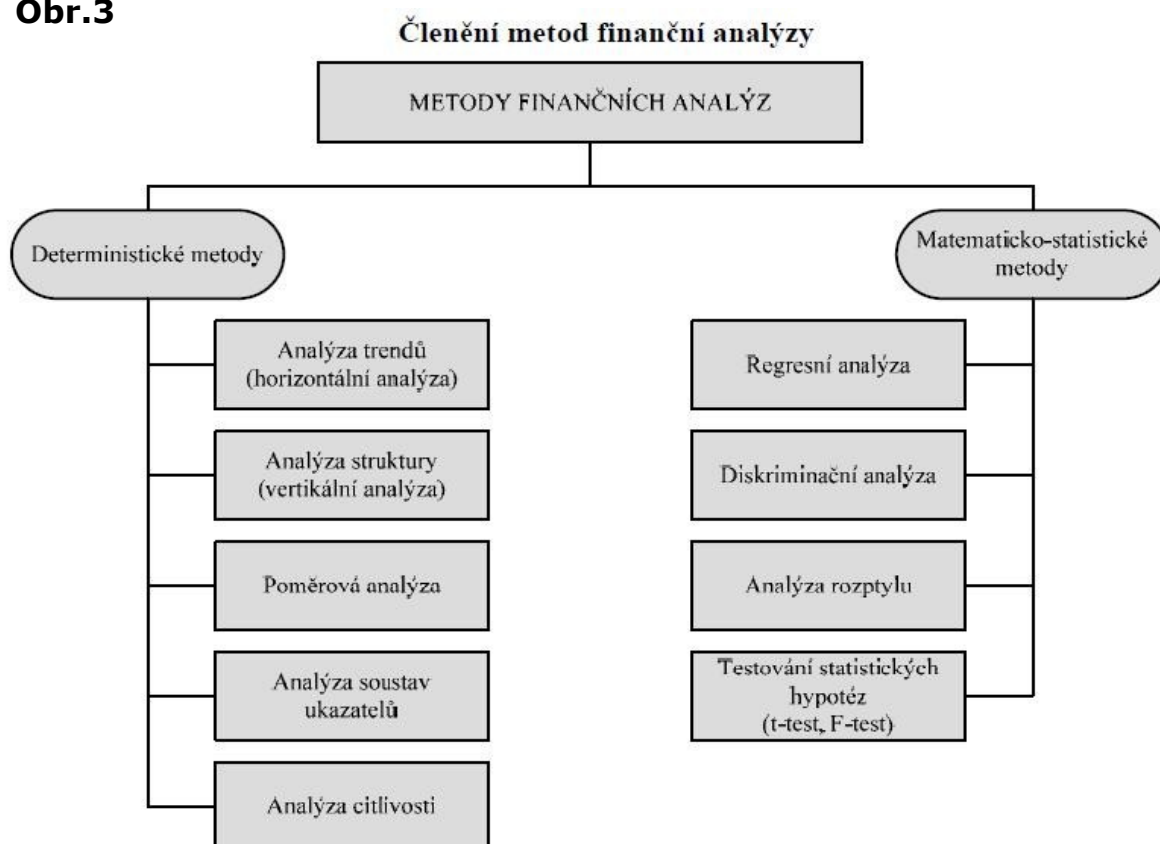 Obr.3
Členění metod finanční analýzy
METODY FINANČNÍCH ANALÝZ
Deterministické metody
Analýza trendů
(horizontální analýza)
Analýza struktury
(vertikální analýza)
Poměrová analýza
Analýza soustav
ukazatelů
Analýza citlivosti
Matematicko-statistické
metody
Regresní analýza
Diskriminační analýza
Analýza rozptylu
Testování statistických
hypotéz
(t-test, F-test)